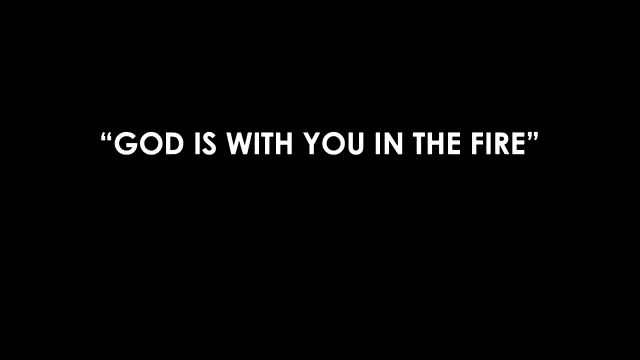 “GOD IS WITH YOU IN THE FIRE”